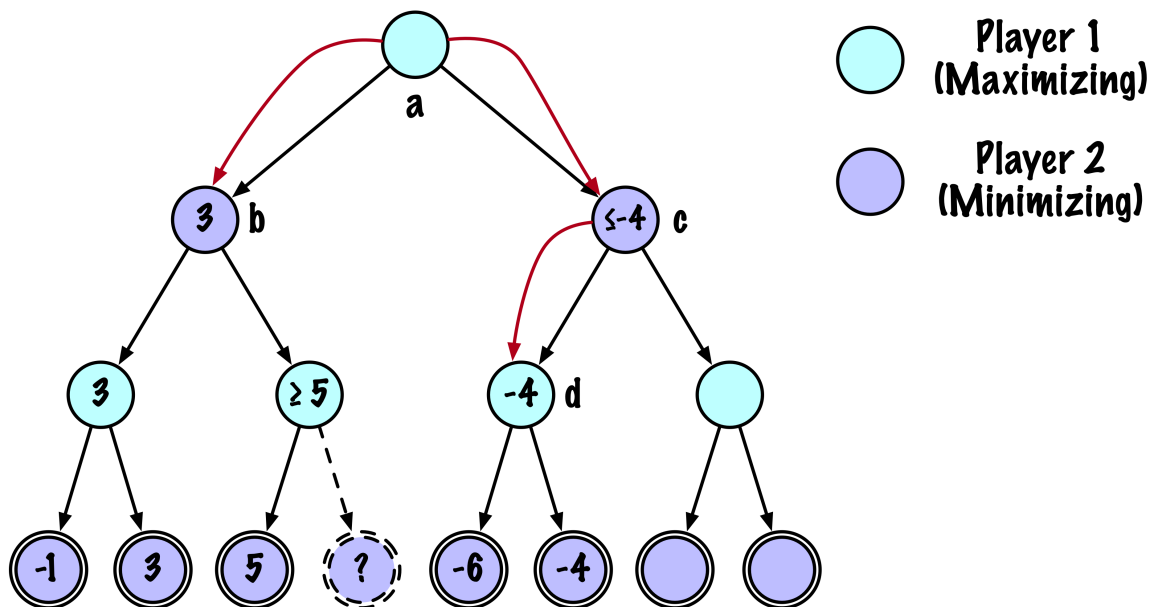 Player 1
(Maximizing)
a
Player 2
(Minimizing)
3 b
≤-4 c
3
≥ 5
-4 d
-1
3
5
?
-6
-4